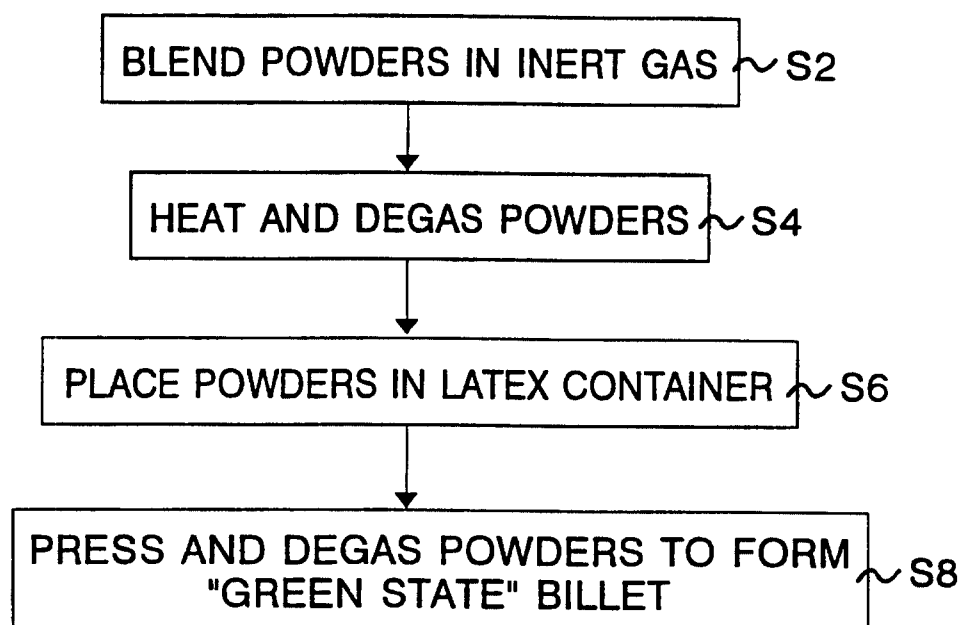 BLEND POWDERS IN INERT GAS S2
HEAT AND DEGAS POWDERS S4
PLACE POWDERS IN LATEX CONTAINER S6
PRESS AND DEGAS POWDERS TO FORM
"GREEN STATE" BILLET S8